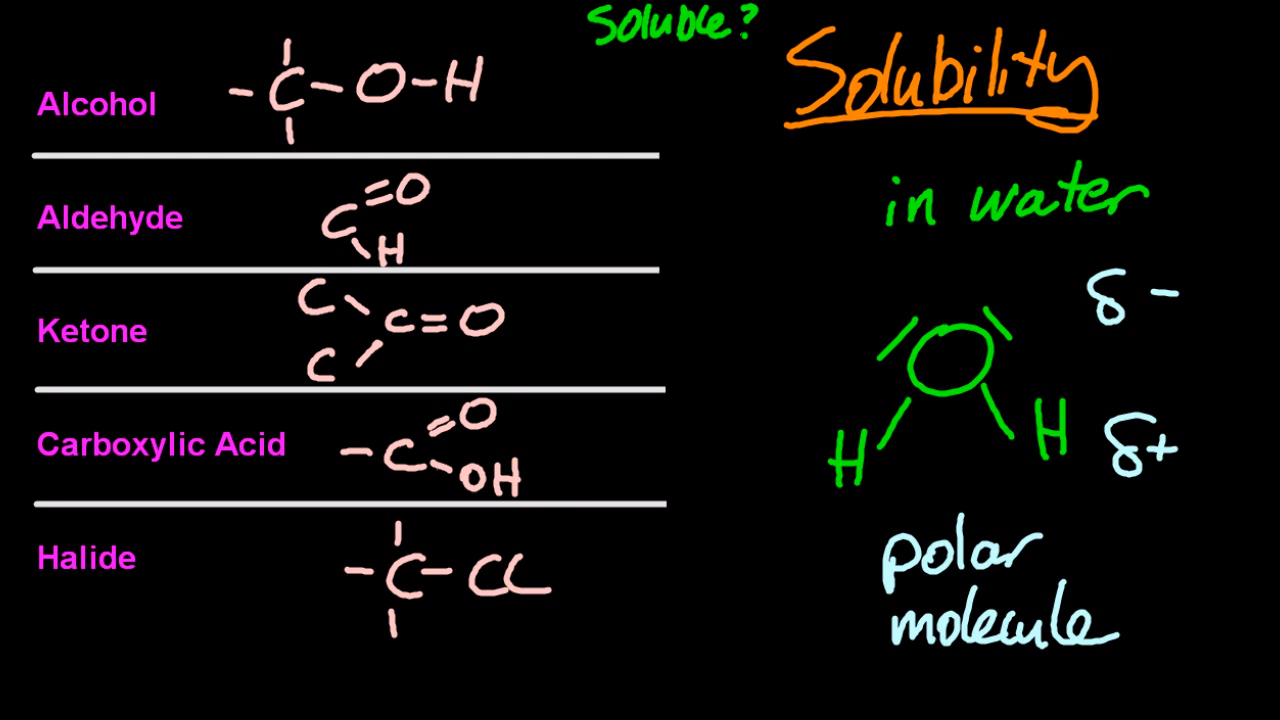 Soluble?
Solubility
Alcohol
- C - O - H
in water
Aldehyde
C = O
H
Ketone
C
C = O
C
δ -
O
H H
δ+
Carboxylic Acid
- C = O
OH
Halide
- C - Cl
polar
molecule